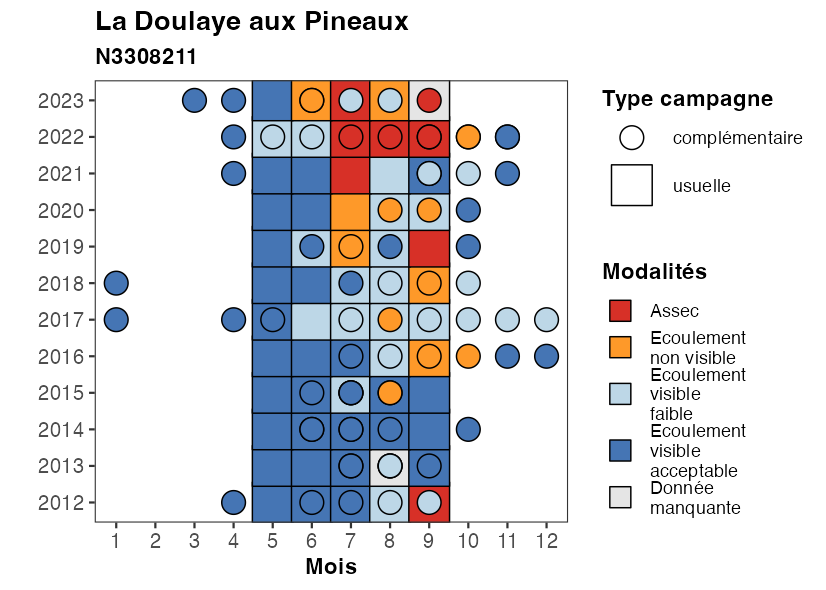 La Doulaye aux Pineaux
N3308211
2023
2022
2021
2020
2019
2018
2017
2016
2015
2014
2013
2012
1 2 3 4 5 6 7 8 9 10 11 12
Mois
Type campagne
complémentaire
usuelle
Modalités
Assec
Ecoulement
non visible
Ecoulement
visible
faible
Ecoulement
visible
acceptable
Donnée
manquante